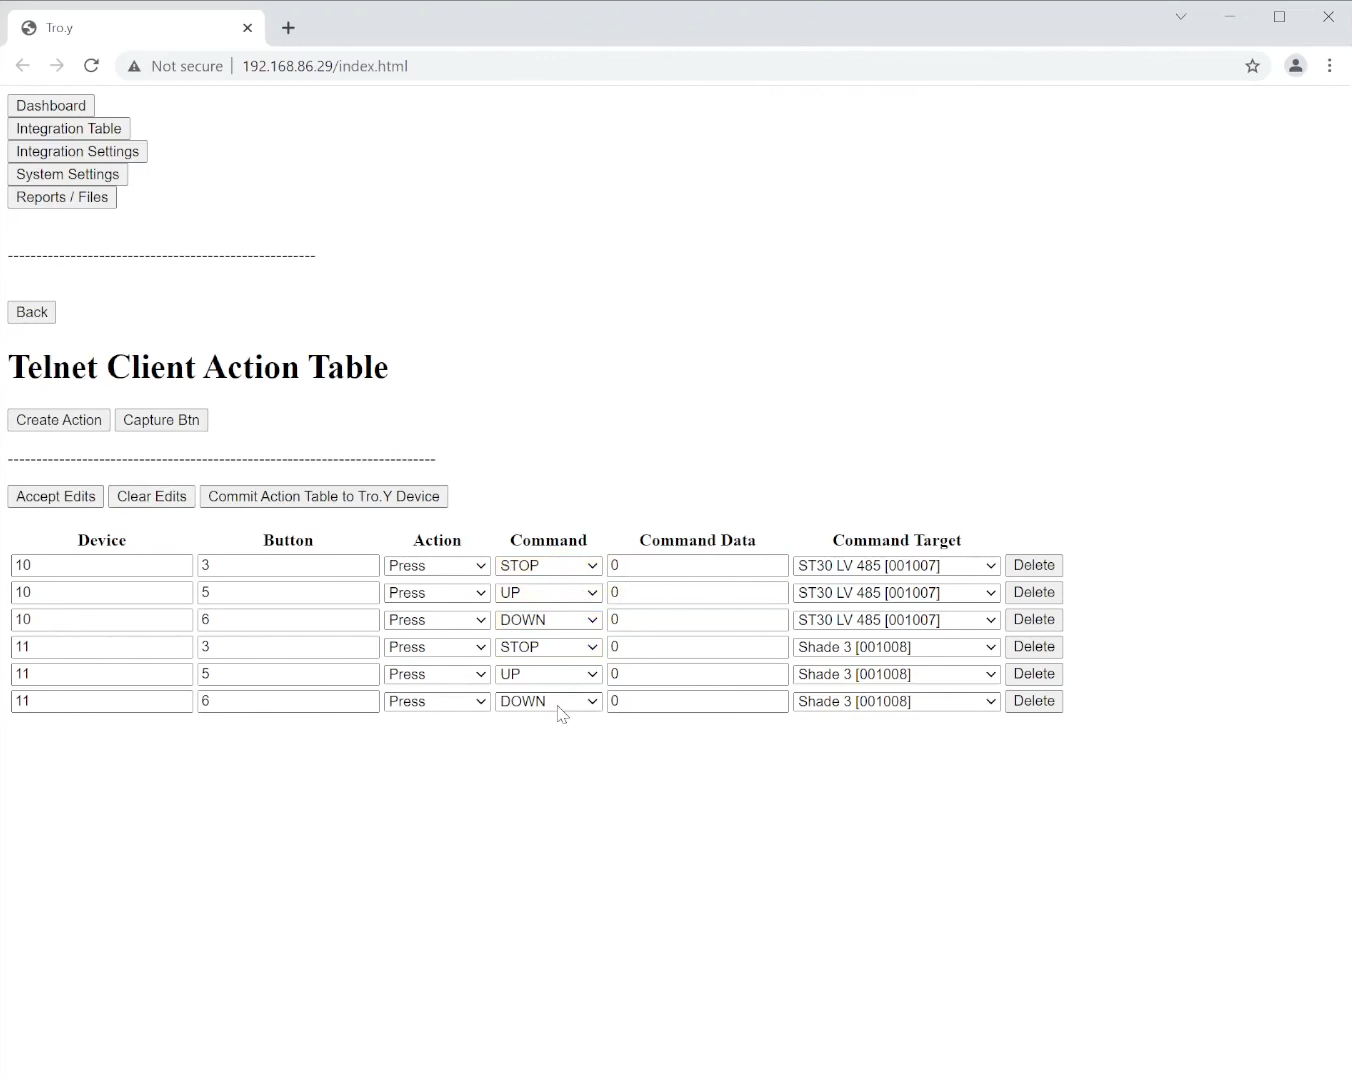 Tro.y
Not secure 192.168.86.29/index.html
Dashboard
Integration Table
Integration Settings
System Settings
Reports / Files
------------------------------------------------------
Back
Telnet Client Action Table
Create Action Capture Btn
---------------------------------------------------------------------------
Accept Edits Clear Edits Commit Action Table to Tro.Y Device
Device Button Action Command Command Data Command Target
10 3 Press STOP 0 ST30 LV 485 [001007] Delete
10 5 Press UP 0 ST30 LV 485 [001007] Delete
10 6 Press DOWN 0 ST30 LV 485 [001007] Delete
11 3 Press STOP 0 Shade 3 [001008] Delete
11 5 Press UP 0 Shade 3 [001008] Delete
11 6 Press DOWN 0 Shade 3 [001008] Delete